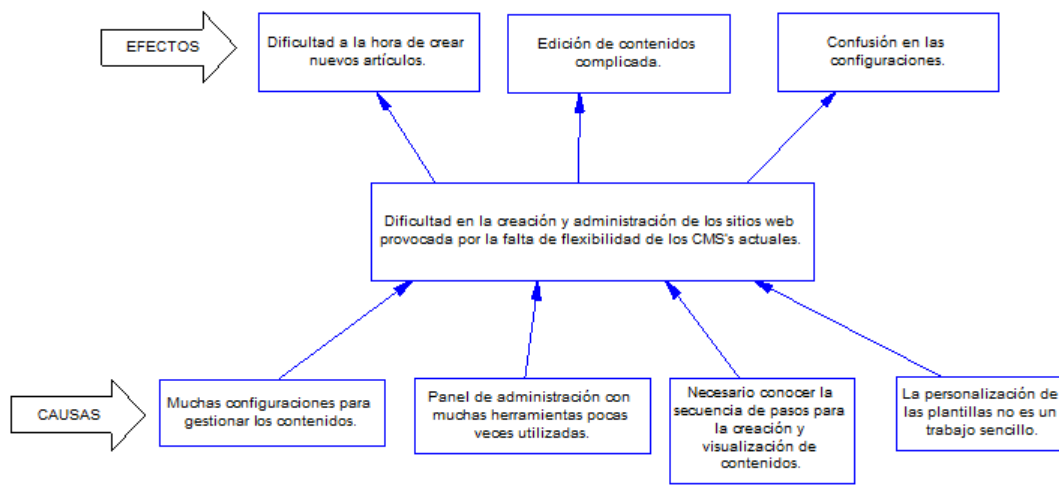 EFECTOS
Dificultad a la hora de crear
nuevos artículos.
Edición de contenidos
complicada.
Confusión en las
configuraciones.
Dificultad en la creación y administración de los sitios web
provocada por la falta de flexibilidad de los CMS's actuales.
CAUSAS
Muchas configuraciones para
gestionar los contenidos.
Panel de administración con
muchas herramientas pocas
veces utilizadas.
Necesario conocer la
secuencia de pasos para
la creación y
visualización de
contenidos.
La personalización de
las plantillas no es un
trabajo sencillo.